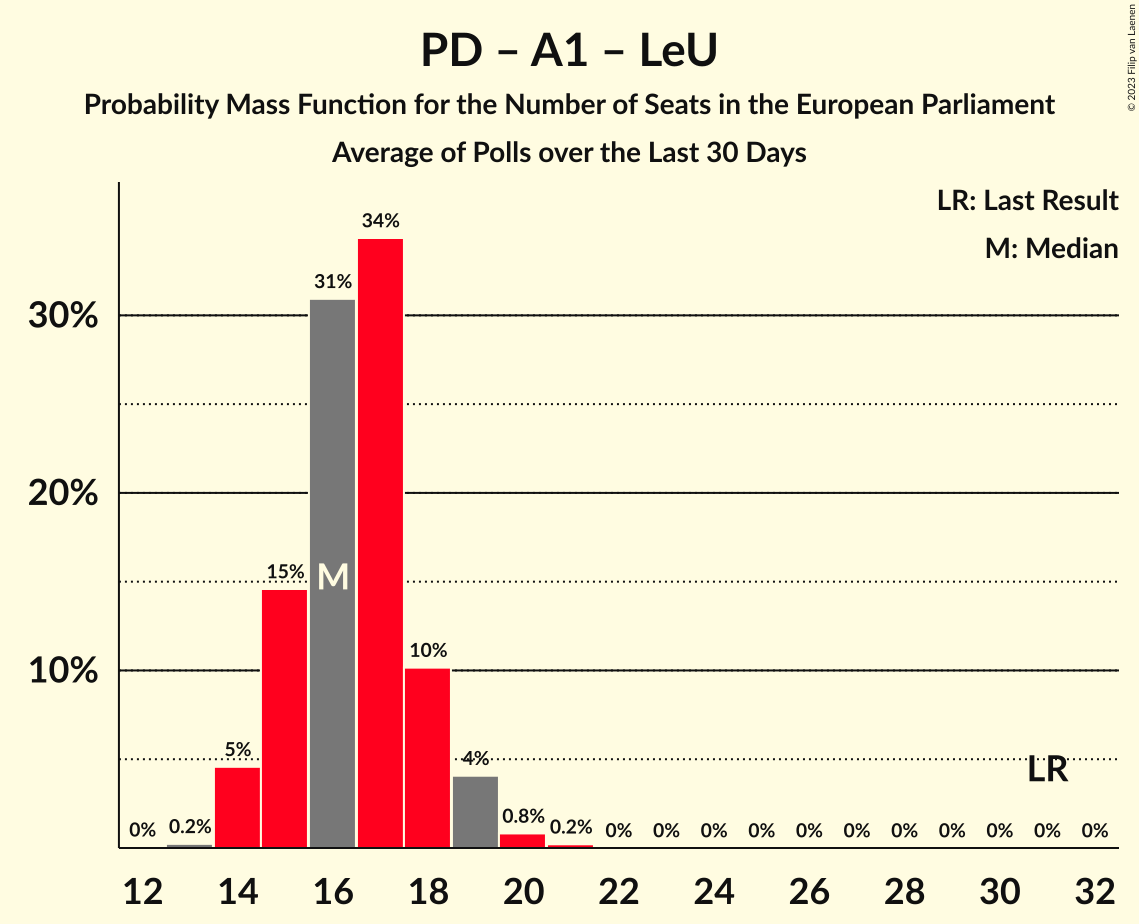 PD – A1 – LeU
Probability Mass Function for the Number of Seats in the European Parliament
Average of Polls over the Last 30 Days
© 2023 Filip van Laenen
LR: Last Result
M: Median
30%
20%
10%
0%
0.2%
5%
15%
31%
M
34%
10%
4%
0.8%
0.2%
0%
0%
0%
0%
0%
0%
0%
0%
0%
0%
0%
LR
12 14 16 18 20 22 24 26 28 30 32